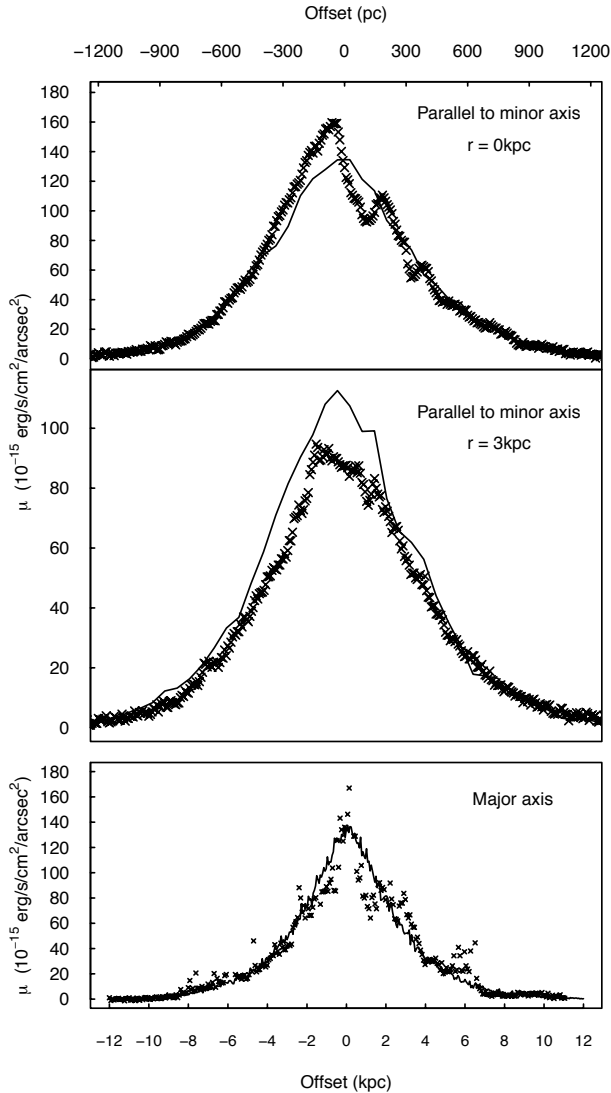 Offset (pc)
−1200 −900 −600 −300 0 300 600 900 1200
180
160
140
120
100
80
60
40
20
0
Parallel to minor axis
r = 0kpc
100
80
60
40
20
0
Parallel to minor axis
r = 3kpc
μ (10⁻¹⁵ erg/s/cm²/arcsec²)
180
160
140
120
100
80
60
40
20
0
Major axis
μ (10⁻¹⁵ erg/s/cm²/arcsec²)
−12 −10 −8 −6 −4 −2 0 2 4 6 8 10 12
Offset (kpc)